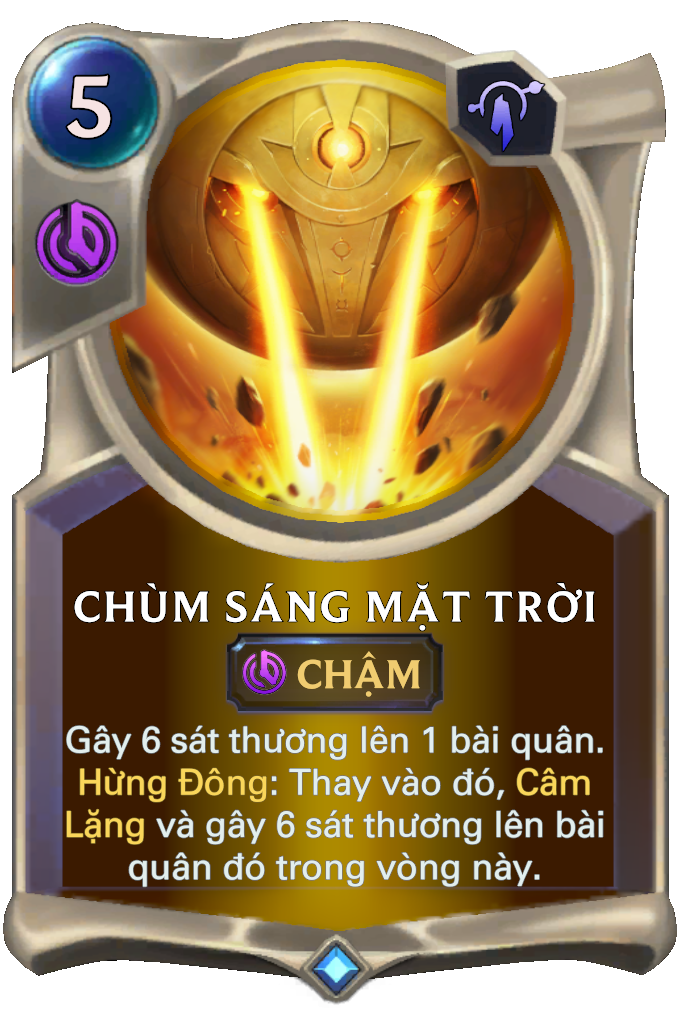 5
CHÙM SÁNG MẶT TRỜI
CHẬM
Gây 6 sát thương lên 1 bài quân.
Hừng Đông: Thay vào đó, Câm
Lặng và gây 6 sát thương lên bài
quân đó trong vòng này.